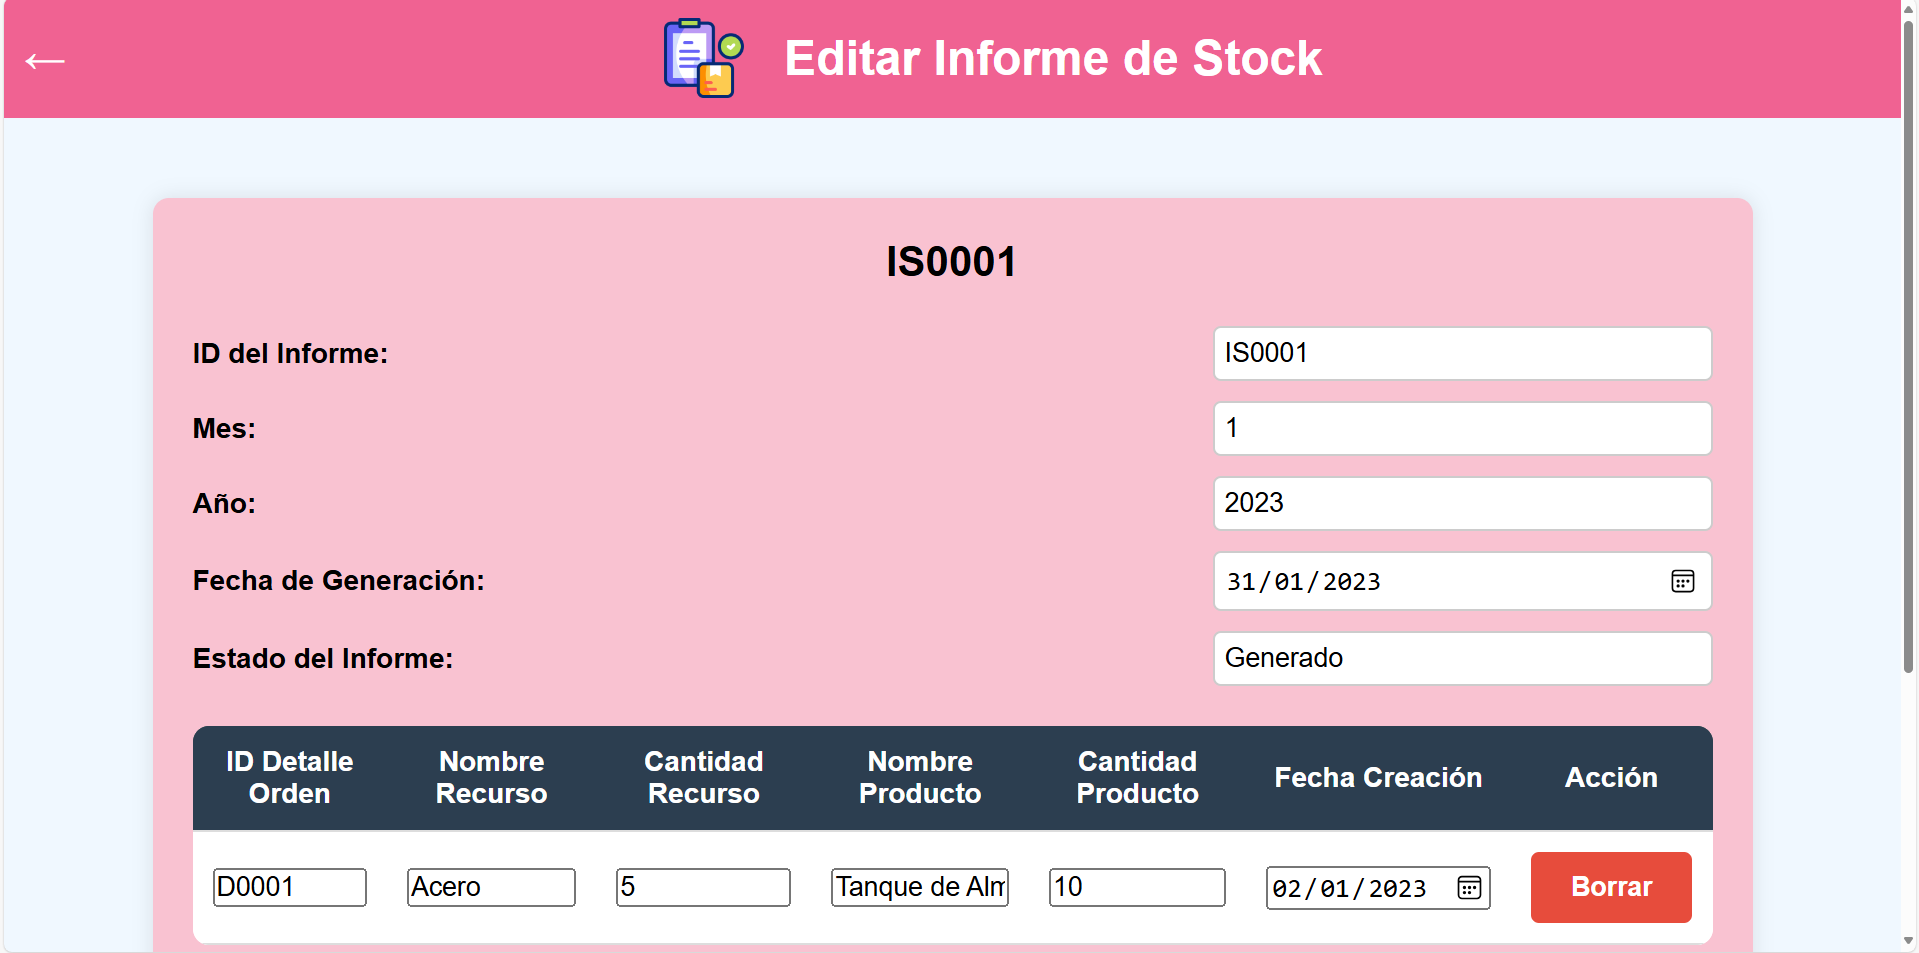 ←
Editar Informe de Stock
IS0001
ID del Informe: IS0001
Mes: 1
Año: 2023
Fecha de Generación: 31/01/2023
Estado del Informe: Generado
ID Detalle Orden Nombre Recurso Cantidad Recurso Nombre Producto Cantidad Producto Fecha Creación Acción
D0001 Acero 5 Tanque de Alm 10 02/01/2023 Borrar